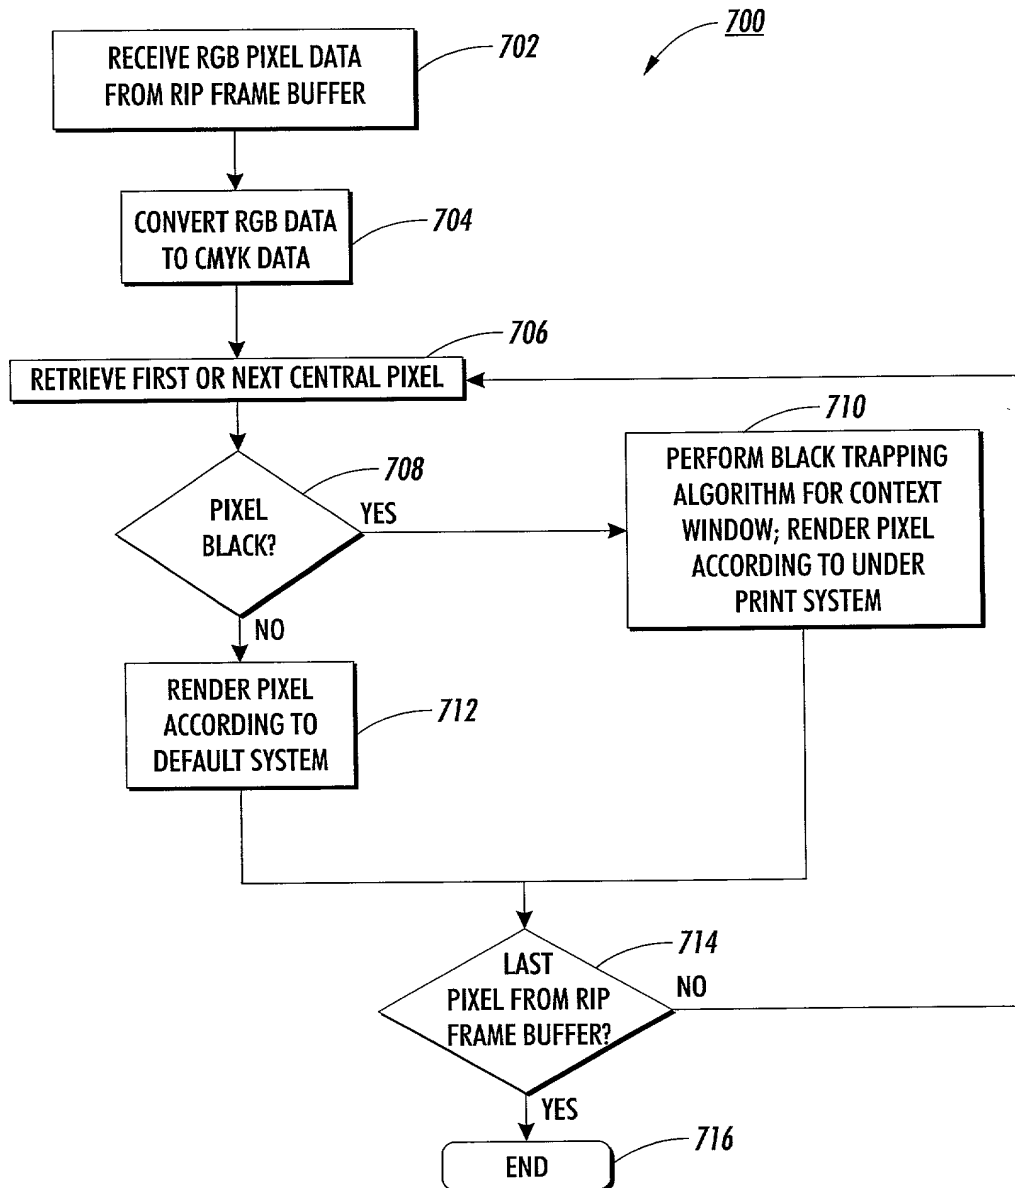 700
RECEIVE RGB PIXEL DATA
FROM RIP FRAME BUFFER
702
CONVERT RGB DATA
TO CMYK DATA
704
706
RETRIEVE FIRST OR NEXT CENTRAL PIXEL
708
PIXEL
BLACK?
YES
NO
710
PERFORM BLACK TRAPPING
ALGORITHM FOR CONTEXT
WINDOW; RENDER PIXEL
ACCORDING TO UNDER
PRINT SYSTEM
RENDER PIXEL
ACCORDING TO
DEFAULT SYSTEM
712
714
LAST
PIXEL FROM RIP
FRAME BUFFER?
NO
YES
END
716